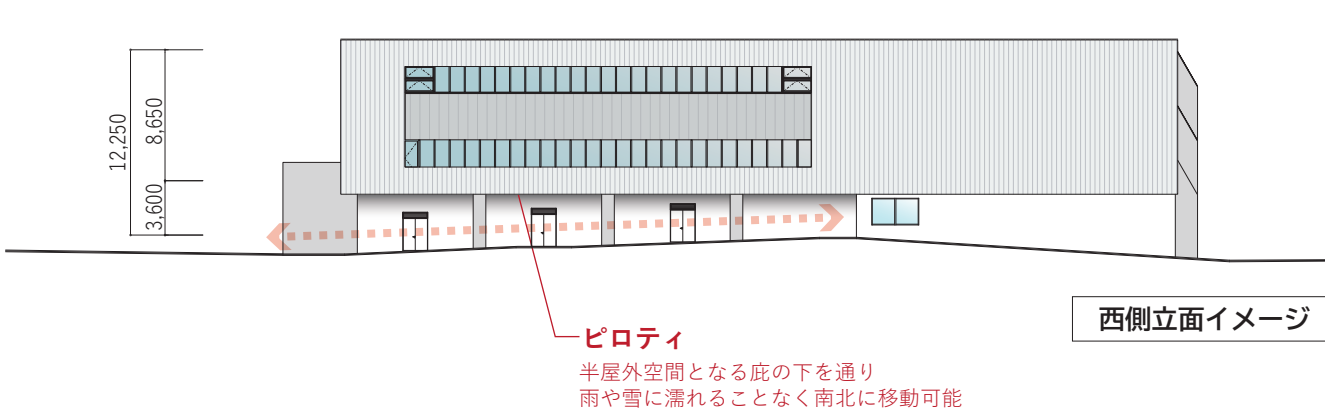 12,250
8,650
3,600
ピロティ
半屋外空間となる庇の下を通り
雨や雪に濡れることなく南北に移動可能
西側立面イメージ